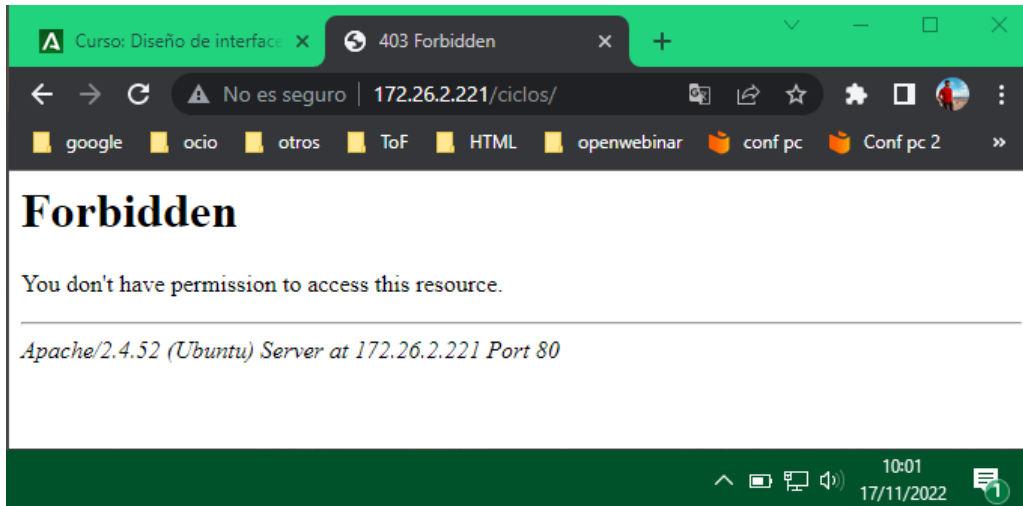 Curso: Diseño de interface
403 Forbidden
No es seguro | 172.26.2.221/ciclos/
google ocio otros ToF HTML openwebinar conf pc Conf pc 2 »
Forbidden
You don't have permission to access this resource.
Apache/2.4.52 (Ubuntu) Server at 172.26.2.221 Port 80
10:01
17/11/2022
1